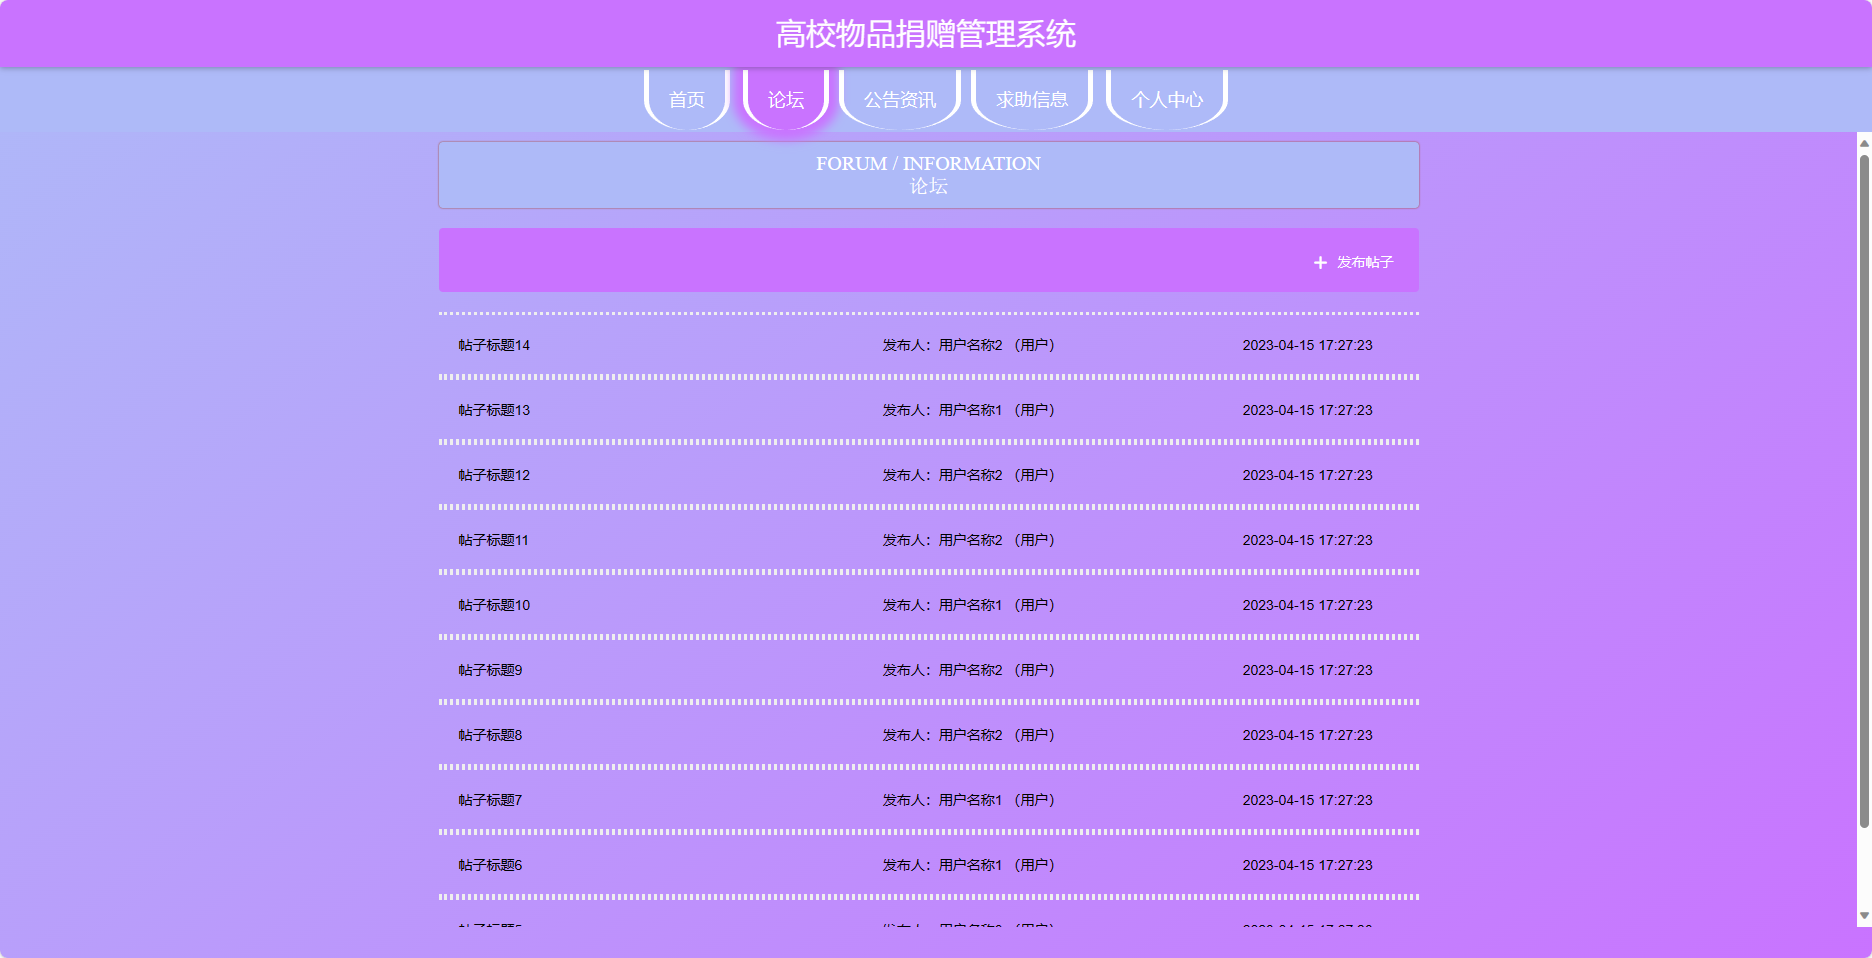 高校物品捐赠管理系统
首页 论坛 公告资讯 求助信息 个人中心
FORUM / INFORMATION
论坛
发布帖子
帖子标题14 发布人：用户名称2 （用户） 2023-04-15 17:27:23
帖子标题13 发布人：用户名称1 （用户） 2023-04-15 17:27:23
帖子标题12 发布人：用户名称2 （用户） 2023-04-15 17:27:23
帖子标题11 发布人：用户名称2 （用户） 2023-04-15 17:27:23
帖子标题10 发布人：用户名称1 （用户） 2023-04-15 17:27:23
帖子标题9 发布人：用户名称2 （用户） 2023-04-15 17:27:23
帖子标题8 发布人：用户名称2 （用户） 2023-04-15 17:27:23
帖子标题7 发布人：用户名称1 （用户） 2023-04-15 17:27:23
帖子标题6 发布人：用户名称1 （用户） 2023-04-15 17:27:23